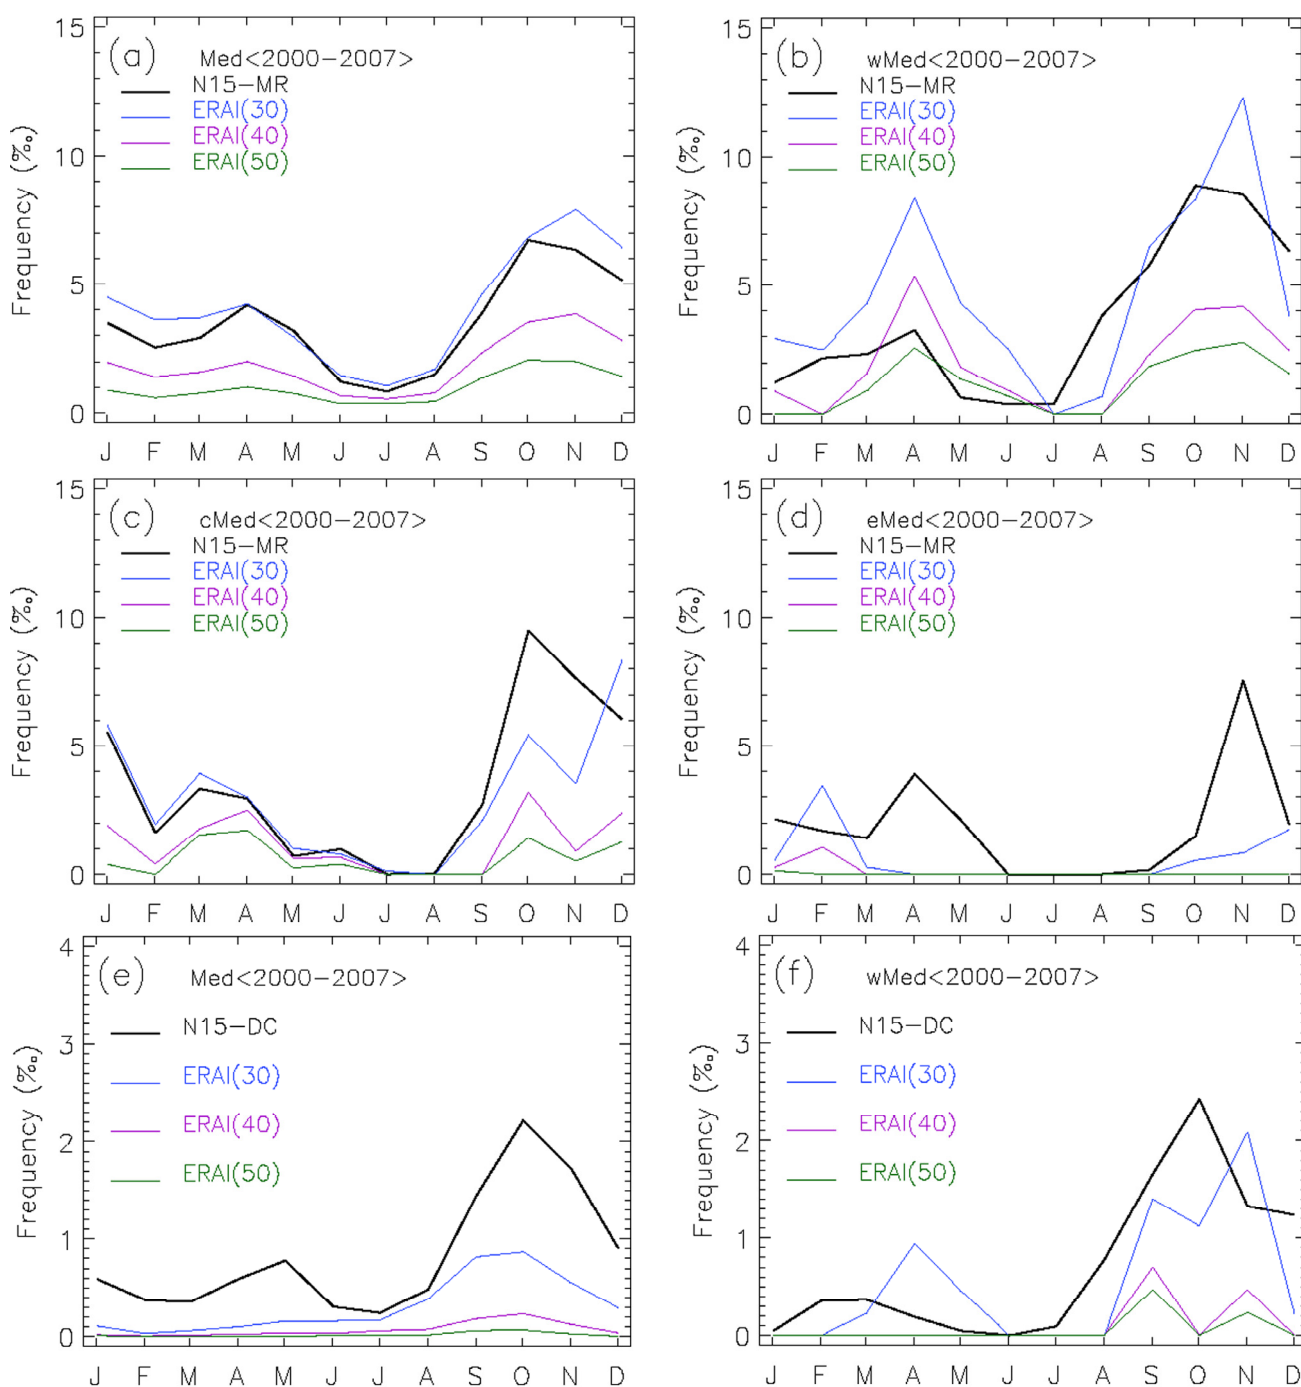 (a) Med<2000-2007>
N15-MR
ERAI(30)
ERAI(40)
ERAI(50)
Frequency (‰)
15
10
5
0
J F M A M J J A S O N D
(b) wMed<2000-2007>
N15-MR
ERAI(30)
ERAI(40)
ERAI(50)
Frequency (‰)
15
10
5
0
J F M A M J J A S O N D
(c) cMed<2000-2007>
N15-MR
ERAI(30)
ERAI(40)
ERAI(50)
Frequency (‰)
15
10
5
0
J F M A M J J A S O N D
(d) eMed<2000-2007>
N15-MR
ERAI(30)
ERAI(40)
ERAI(50)
Frequency (‰)
15
10
5
0
J F M A M J J A S O N D
(e) Med<2000-2007>
N15-DC
ERAI(30)
ERAI(40)
ERAI(50)
Frequency (‰)
4
3
2
1
0
J F M A M J J A S O N D
(f) wMed<2000-2007>
N15-DC
ERAI(30)
ERAI(40)
ERAI(50)
Frequency (‰)
4
3
2
1
0
J F M A M J J A S O N D